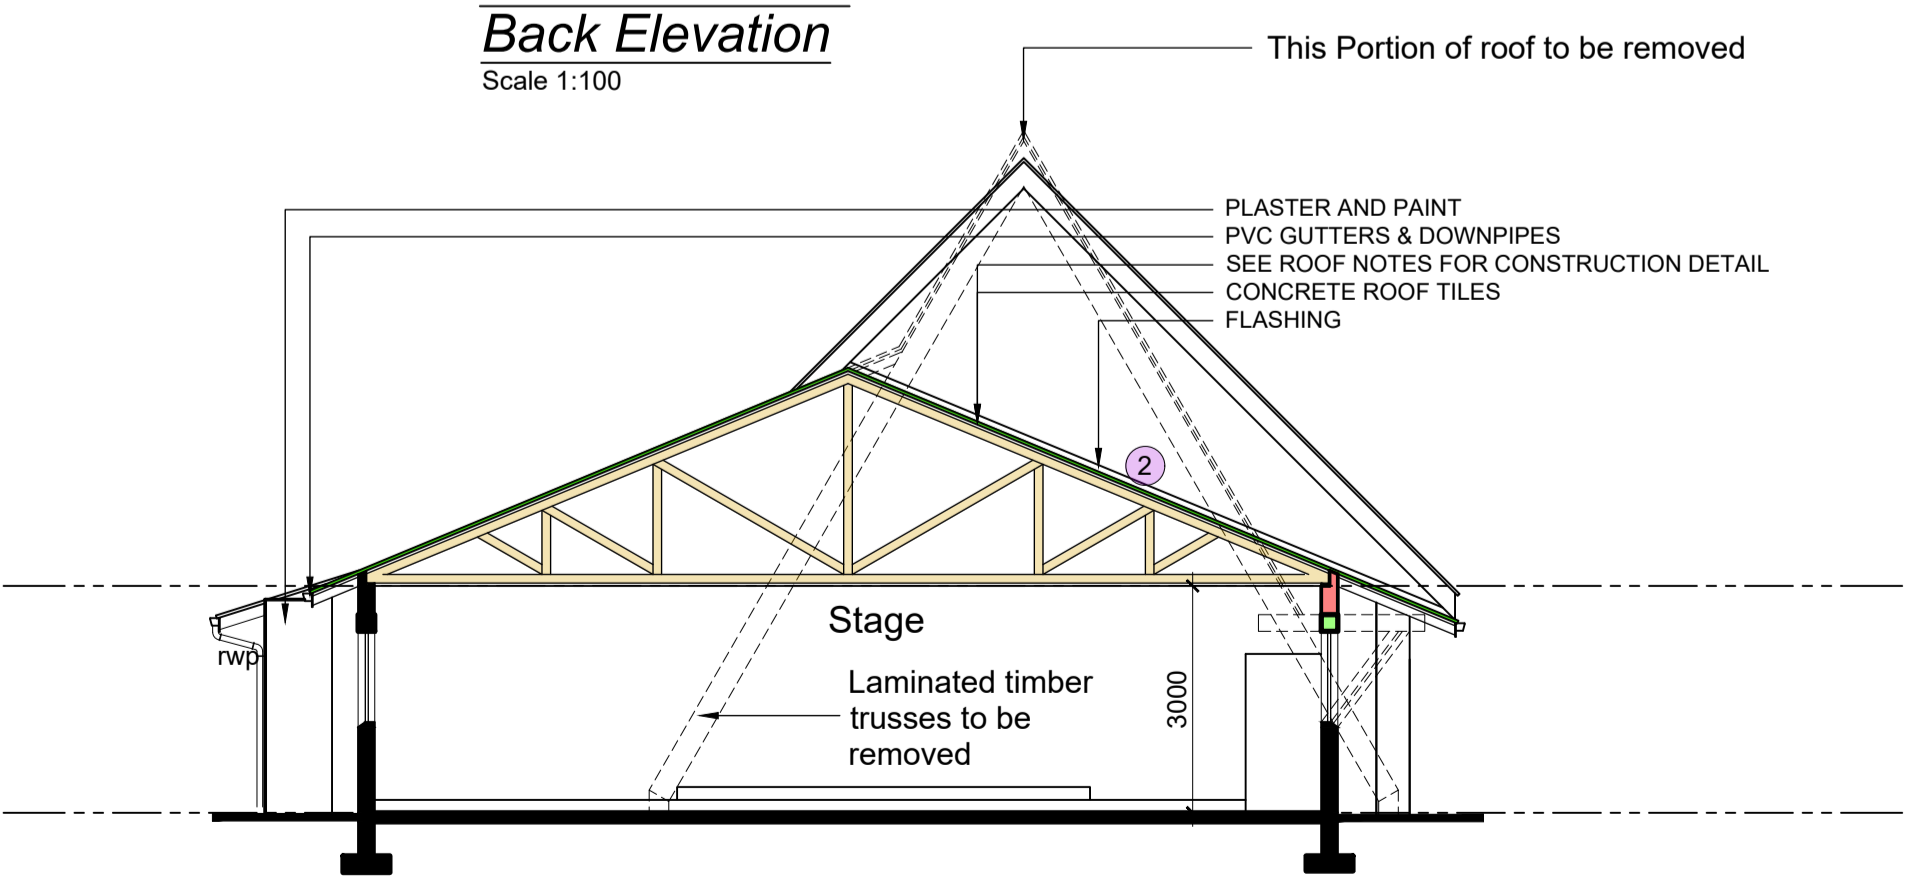 Back Elevation
Scale 1:100
This Portion of roof to be removed
PLASTER AND PAINT
PVC GUTTERS & DOWNPIPES
SEE ROOF NOTES FOR CONSTRUCTION DETAIL
CONCRETE ROOF TILES
FLASHING
2
Stage
rwp
Laminated timber
trusses to be
removed
3000